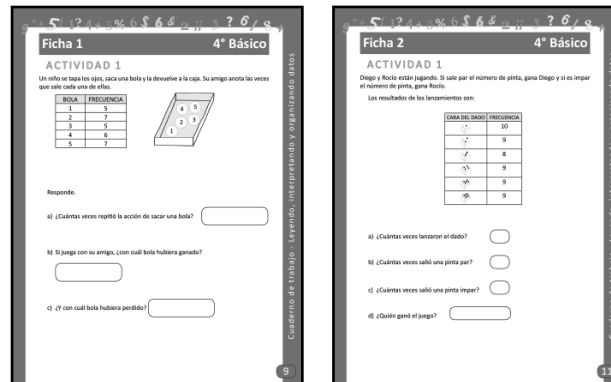 Ficha 1 4° Básico
ACTIVIDAD 1
Un niño se tapa los ojos, saca una bola y la devuelve a la caja. Su amigo anota las veces
que sale cada una de ellas.
BOLA FRECUENCIA
1 5
2 7
3 5
4 6
5 7
4 5
2 3
1
Responde.
a) ¿Cuántas veces repitió la acción de sacar una bola?
b) Si juega con su amigo, ¿con cuál bola hubiera ganado?
c) ¿Y con cuál bola hubiera perdido?
Cuaderno de trabajo - Leyendo, interpretando y organizando datos
9
Ficha 2 4° Básico
ACTIVIDAD 1
Diego y Rocío están jugando. Si sale par el número de pinta, gana Diego y si es impar
el número de pinta, gana Rocío.
Los resultados de los lanzamientos son:
CARA DEL DADO FRECUENCIA
10
9
8
9
9
9
a) ¿Cuántas veces lanzaron el dado?
b) ¿Cuántas veces salió una pinta par?
c) ¿Cuántas veces salió una pinta impar?
d) ¿Quién ganó el juego?
11